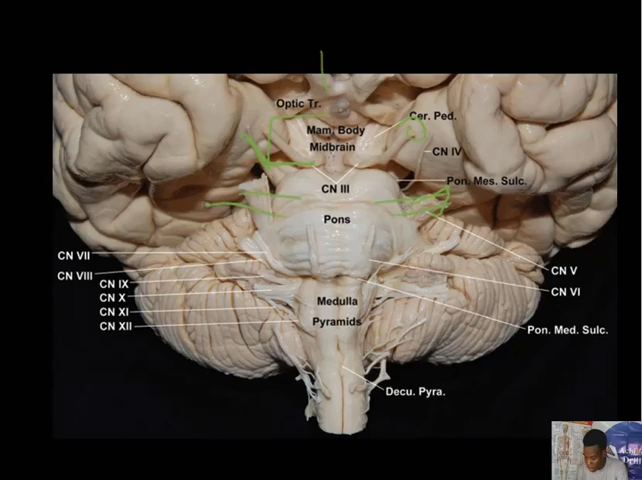 Optic Tr.
Cer. Ped.
Mam. Body
Midbrain
CN IV
Pon. Mes. Sulc.
CN III
Pons
CN VII
CN VIII
CN IX
CN X
CN XI
CN XII
CN V
CN VI
Medulla
Pyramids
Pon. Med. Sulc.
Decu. Pyra.